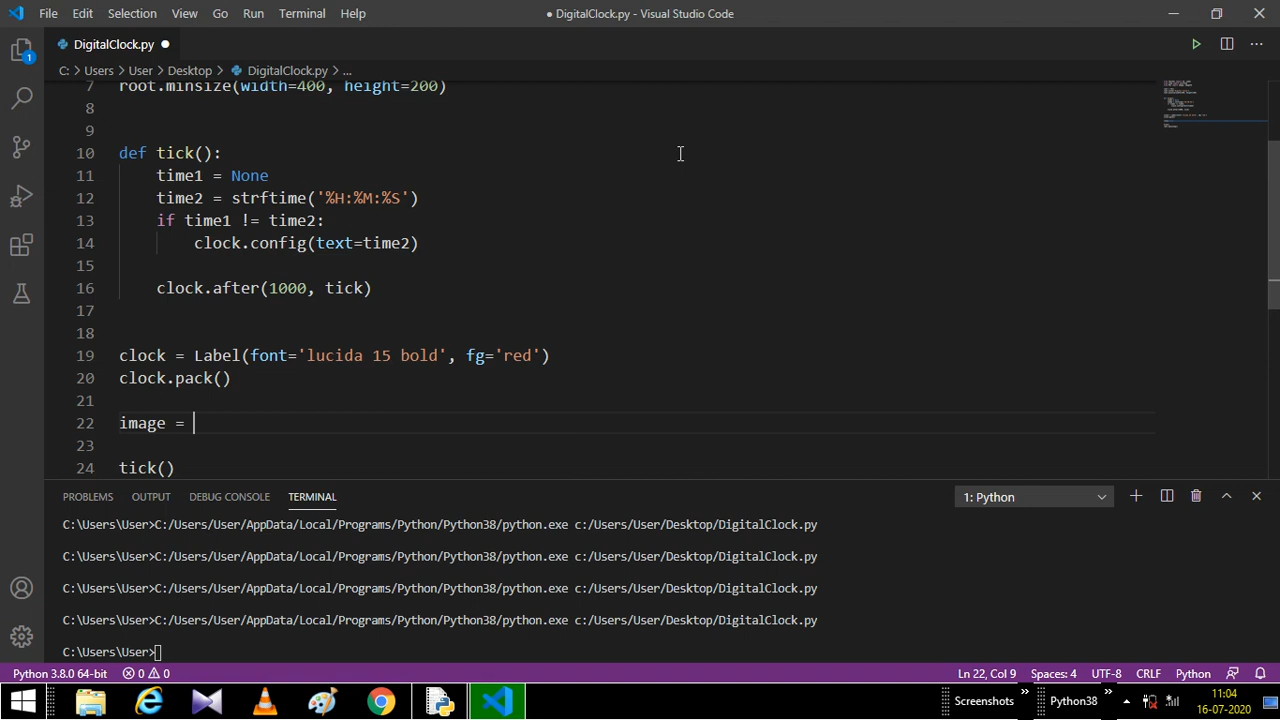 File Edit Selection View Go Run Terminal Help
● DigitalClock.py - Visual Studio Code
DigitalClock.py ●
C: > Users > User > Desktop > DigitalClock.py > ...
7 root.minsize(width=400, height=200)
8
9
10 def tick():
11 time1 = None
12 time2 = strftime('%H:%M:%S')
13 if time1 != time2:
14 clock.config(text=time2)
15
16 clock.after(1000, tick)
17
18
19 clock = Label(font='lucida 15 bold', fg='red')
20 clock.pack()
21
22 image =
23
24 tick()
PROBLEMS OUTPUT DEBUG CONSOLE TERMINAL 1: Python
C:\Users\User>C:/Users/User/AppData/Local/Programs/Python/Python38/python.exe c:/Users/User/Desktop/DigitalClock.py
C:\Users\User>C:/Users/User/AppData/Local/Programs/Python/Python38/python.exe c:/Users/User/Desktop/DigitalClock.py
C:\Users\User>C:/Users/User/AppData/Local/Programs/Python/Python38/python.exe c:/Users/User/Desktop/DigitalClock.py
C:\Users\User>C:/Users/User/AppData/Local/Programs/Python/Python38/python.exe c:/Users/User/Desktop/DigitalClock.py
C:\Users\User>
Python 3.8.0 64-bit 0 0 Ln 22, Col 9 Spaces: 4 UTF-8 CRLF Python
Screenshots » Python38 » 11:04
16-07-2020